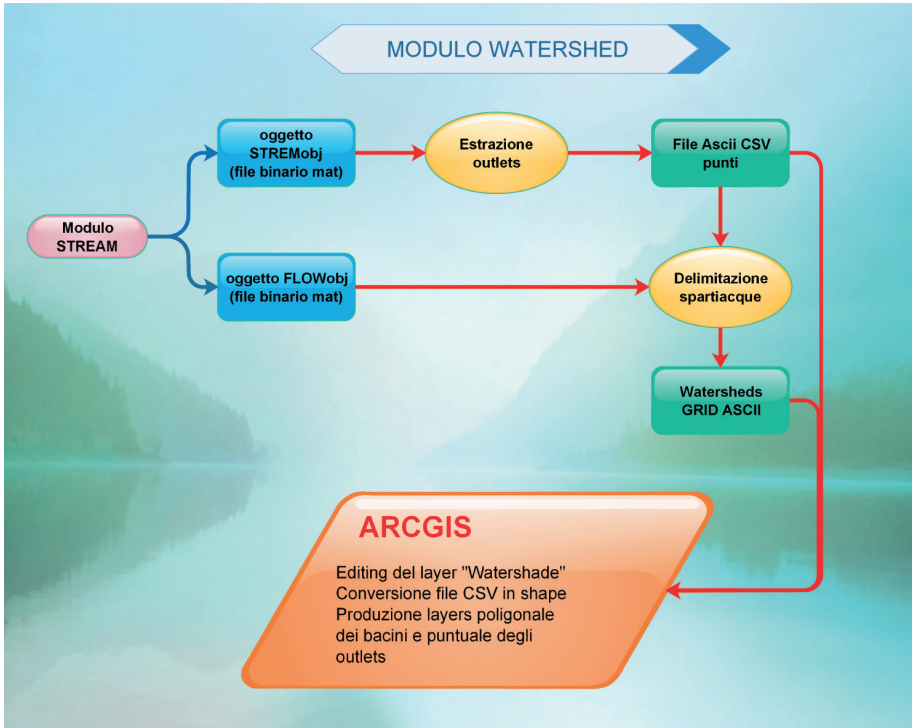 MODULO WATERSHED
oggetto
STREMobj
(file binario mat)
Estrazione
outlets
File Ascii CSV
punti
Modulo
STREAM
oggetto FLOWobj
(file binario mat)
Delimitazione
spartiacque
Watersheds
GRID ASCII
ARCGIS
Editing del layer "Watershade"
Conversione file CSV in shape
Produzione layers poligonale
dei bacini e puntuale degli
outlets